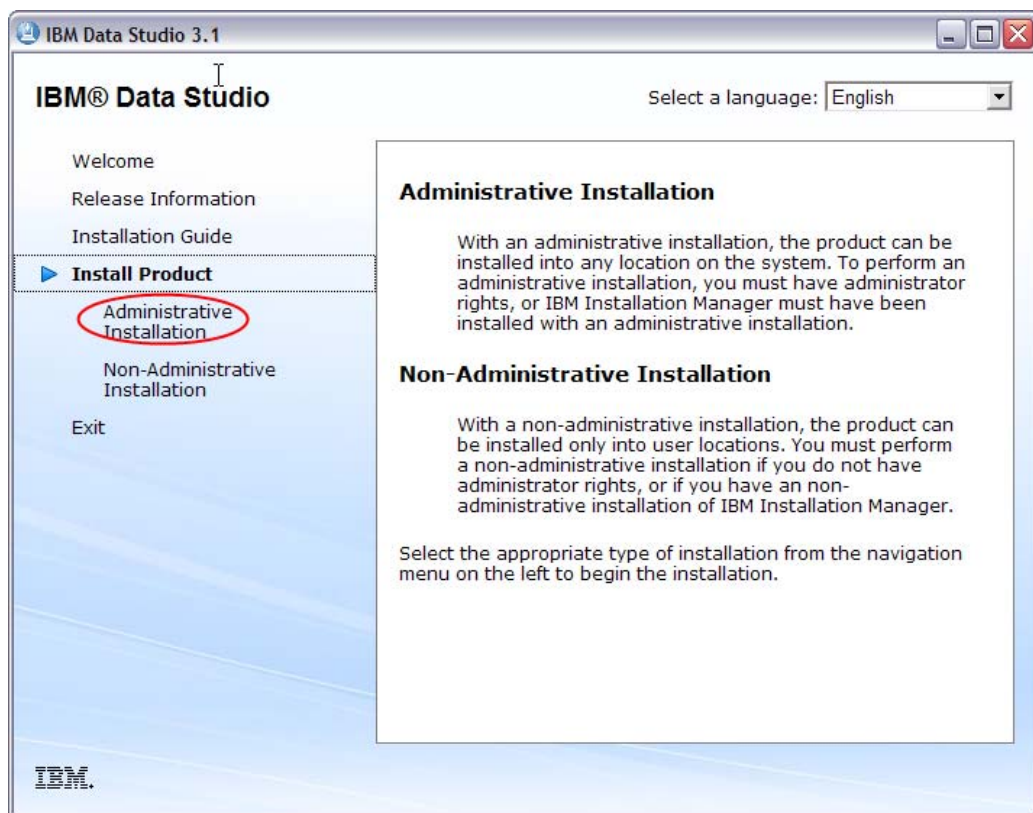 IBM Data Studio 3.1
IBM® Data Studio
Select a language: English
Welcome
Release Information
Installation Guide
Install Product
Administrative
Installation
Non-Administrative
Installation
Exit
Administrative Installation
With an administrative installation, the product can be
installed into any location on the system. To perform an
administrative installation, you must have administrator
rights, or IBM Installation Manager must have been
installed with an administrative installation.
Non-Administrative Installation
With a non-administrative installation, the product can
be installed only into user locations. You must perform
a non-administrative installation if you do not have
administrator rights, or if you have an non-
administrative installation of IBM Installation Manager.
Select the appropriate type of installation from the navigation
menu on the left to begin the installation.
IBM.